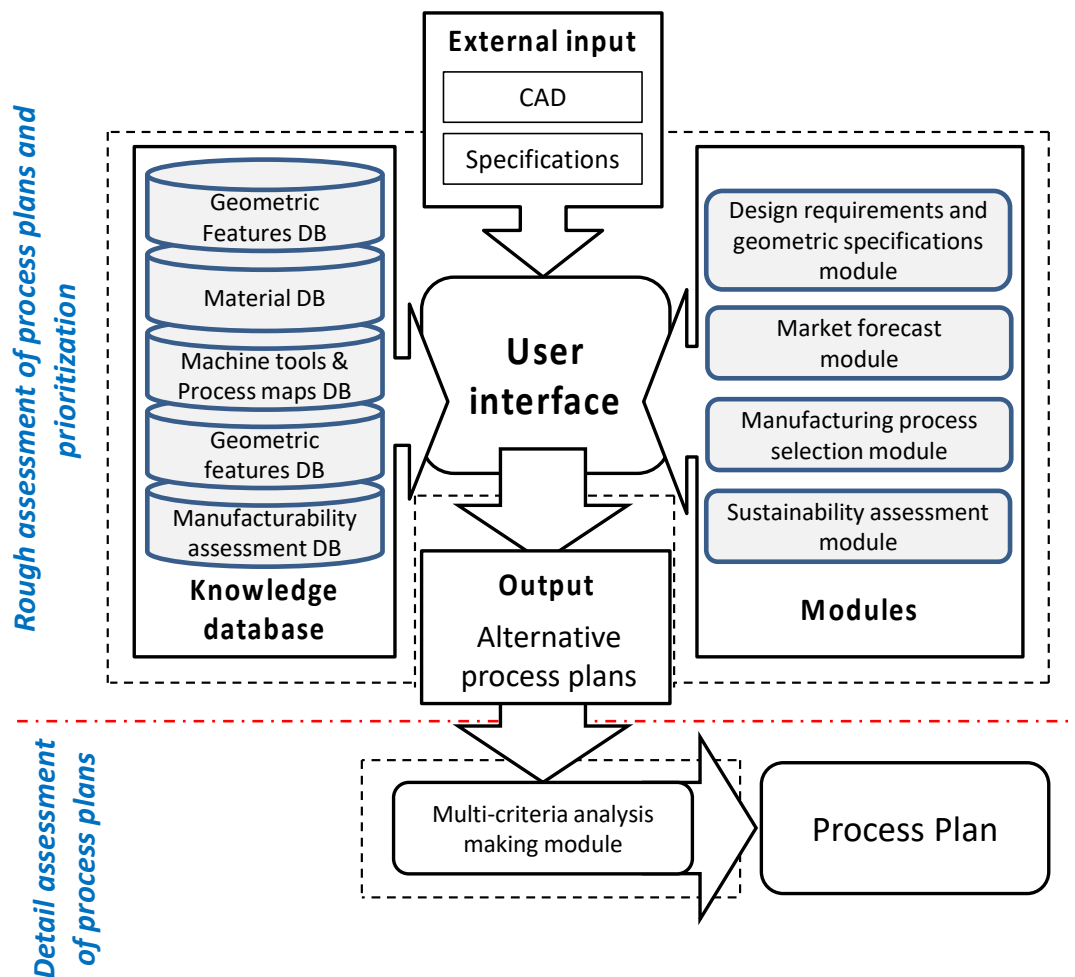 Rough assessment of process plans and
prioritization
External input
CAD
Specifications
Geometric
Features DB
Material DB
Machine tools &
Process maps DB
Geometric
features DB
Manufacturability
assessment DB
Knowledge
database
User
interface
Design requirements and
geometric specifications
module
Market forecast
module
Manufacturing process
selection module
Sustainability assessment
module
Modules
Output
Alternative
process plans
Detail assessment
of process plans
Multi-criteria analysis
making module
Process Plan